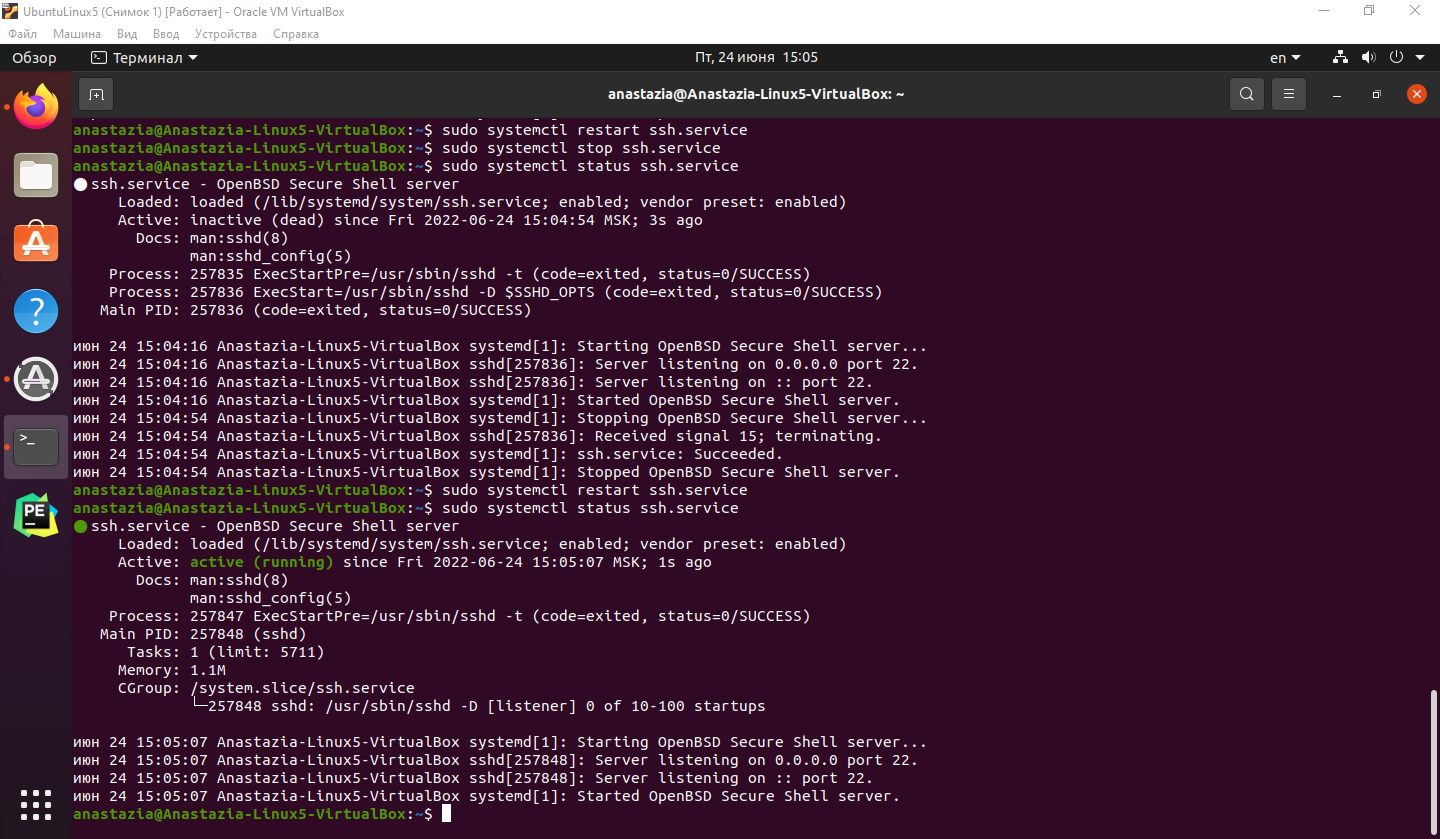 UbuntuLinux5 (Снимок 1) [Работает] - Oracle VM VirtualBox
Файл Машина Вид Ввод Устройства Справка
Обзор Терминал Пт, 24 июня 15:05 en
anastazia@Anastazia-Linux5-VirtualBox: ~
anastazia@Anastazia-Linux5-VirtualBox:~$ sudo systemctl restart ssh.service
anastazia@Anastazia-Linux5-VirtualBox:~$ sudo systemctl stop ssh.service
anastazia@Anastazia-Linux5-VirtualBox:~$ sudo systemctl status ssh.service
● ssh.service - OpenBSD Secure Shell server
Loaded: loaded (/lib/systemd/system/ssh.service; enabled; vendor preset: enabled)
Active: inactive (dead) since Fri 2022-06-24 15:04:54 MSK; 3s ago
Docs: man:sshd(8)
man:sshd_config(5)
Process: 257835 ExecStartPre=/usr/sbin/sshd -t (code=exited, status=0/SUCCESS)
Process: 257836 ExecStart=/usr/sbin/sshd -D $SSHD_OPTS (code=exited, status=0/SUCCESS)
Main PID: 257836 (code=exited, status=0/SUCCESS)
июн 24 15:04:16 Anastazia-Linux5-VirtualBox systemd[1]: Starting OpenBSD Secure Shell server...
июн 24 15:04:16 Anastazia-Linux5-VirtualBox sshd[257836]: Server listening on 0.0.0.0 port 22.
июн 24 15:04:16 Anastazia-Linux5-VirtualBox sshd[257836]: Server listening on :: port 22.
июн 24 15:04:16 Anastazia-Linux5-VirtualBox systemd[1]: Started OpenBSD Secure Shell server.
июн 24 15:04:54 Anastazia-Linux5-VirtualBox systemd[1]: Stopping OpenBSD Secure Shell server...
июн 24 15:04:54 Anastazia-Linux5-VirtualBox sshd[257836]: Received signal 15; terminating.
июн 24 15:04:54 Anastazia-Linux5-VirtualBox systemd[1]: ssh.service: Succeeded.
июн 24 15:04:54 Anastazia-Linux5-VirtualBox systemd[1]: Stopped OpenBSD Secure Shell server.
anastazia@Anastazia-Linux5-VirtualBox:~$ sudo systemctl restart ssh.service
anastazia@Anastazia-Linux5-VirtualBox:~$ sudo systemctl status ssh.service
● ssh.service - OpenBSD Secure Shell server
Loaded: loaded (/lib/systemd/system/ssh.service; enabled; vendor preset: enabled)
Active: active (running) since Fri 2022-06-24 15:05:07 MSK; 1s ago
Docs: man:sshd(8)
man:sshd_config(5)
Process: 257847 ExecStartPre=/usr/sbin/sshd -t (code=exited, status=0/SUCCESS)
Main PID: 257848 (sshd)
Tasks: 1 (limit: 5711)
Memory: 1.1M
CGroup: /system.slice/ssh.service
└─257848 sshd: /usr/sbin/sshd -D [listener] 0 of 10-100 startups
июн 24 15:05:07 Anastazia-Linux5-VirtualBox systemd[1]: Starting OpenBSD Secure Shell server...
июн 24 15:05:07 Anastazia-Linux5-VirtualBox sshd[257848]: Server listening on 0.0.0.0 port 22.
июн 24 15:05:07 Anastazia-Linux5-VirtualBox sshd[257848]: Server listening on :: port 22.
июн 24 15:05:07 Anastazia-Linux5-VirtualBox systemd[1]: Started OpenBSD Secure Shell server.
anastazia@Anastazia-Linux5-VirtualBox:~$
PE